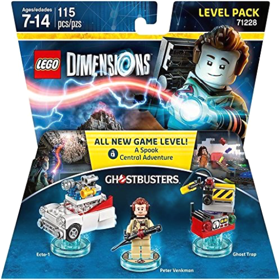 Ages/edades
7-14
115
pcs/pzs
LEVEL PACK
71228
LEGO DIMENSIONS
ALL NEW GAME LEVEL!
A Spook
Central Adventure
GHOSTBUSTERS
Ecto-1
Peter Venkman
Ghost Trap